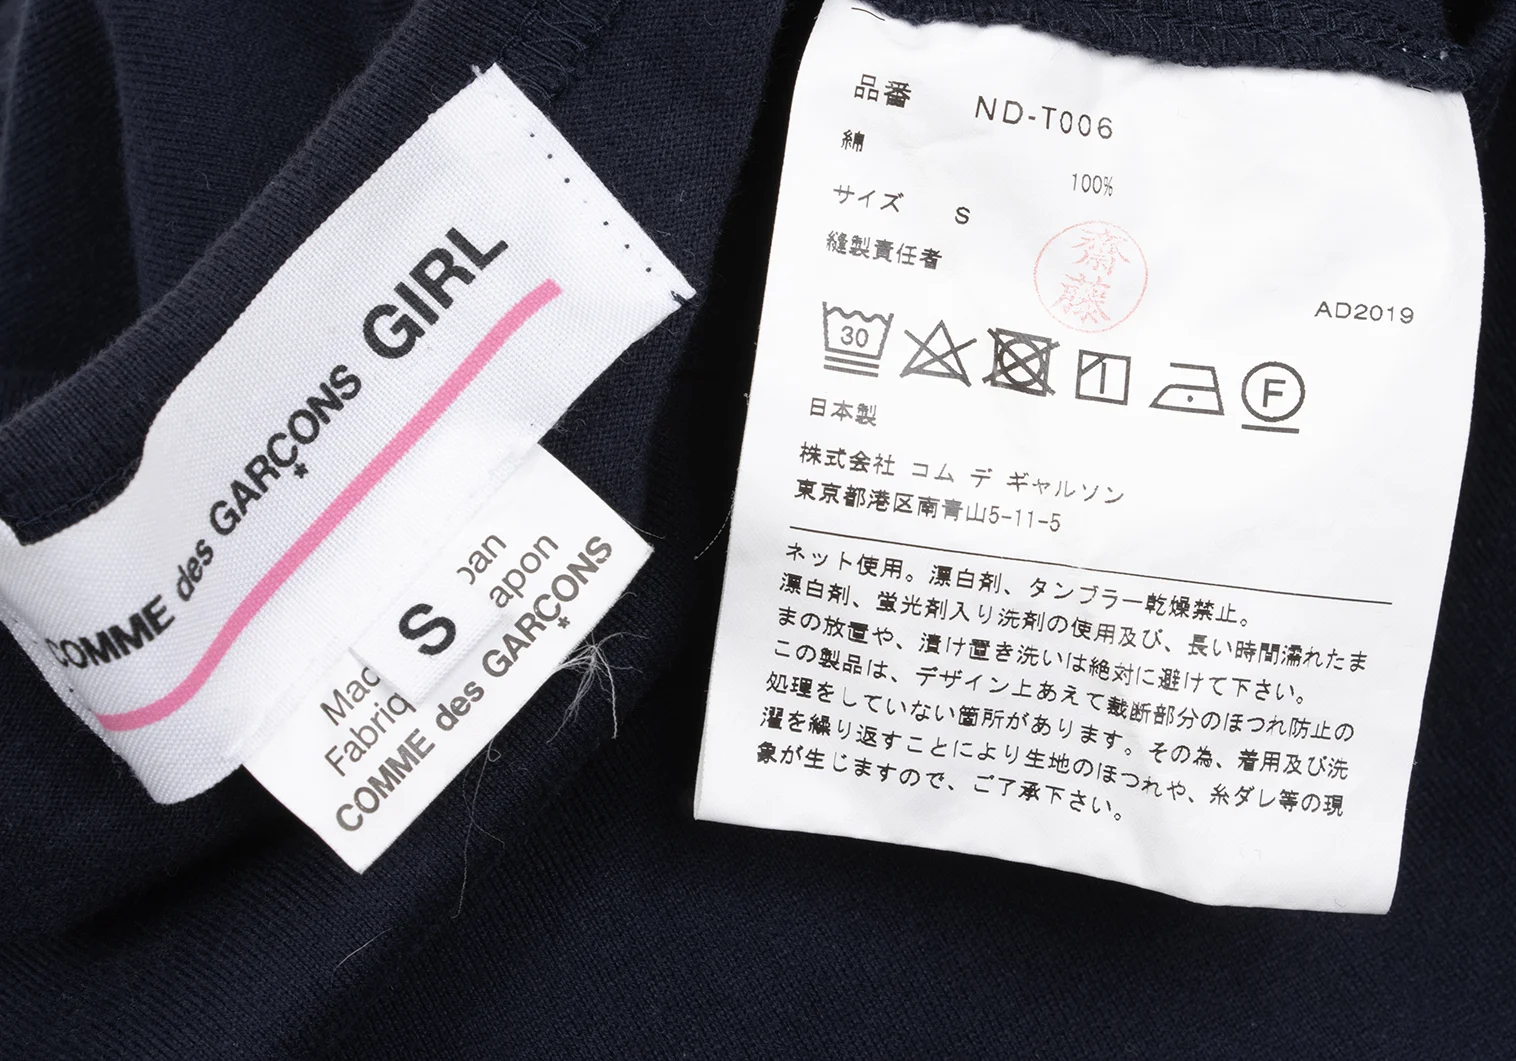 COMME des GARÇONS GIRL
S
Made
Fabriq
pan
apon
COMME des GARÇONS
品番 ND-T006
綿 100%
サイズ S
縫製責任者
齋藤
AD2019
30
F
日本製
株式会社 コム デ ギャルソン
東京都港区南青山5-11-5
ネット使用。漂白剤、タンブラー乾燥禁止。
漂白剤、蛍光剤入り洗剤の使用及び、長い時間濡れたま
まの放置や、漬け置き洗いは絶対に避けて下さい。
この製品は、デザイン上あえて裁断部分のほつれ防止の
処理をしていない箇所があります。その為、着用及び洗
濯を繰り返すことにより生地のほつれや、糸ダレ等の現
象が生じますので、ご了承下さい。